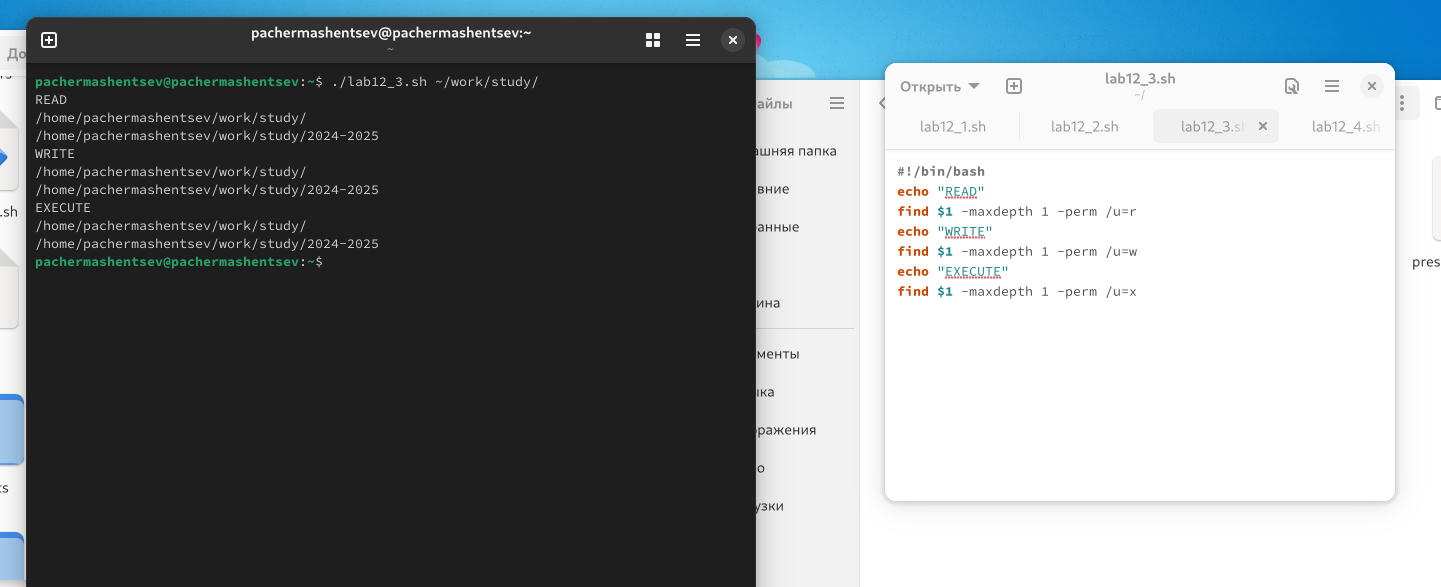 pachermashentsev@pachermashentsev:~
~
pachermashentsev@pachermashentsev:~$ ./lab12_3.sh ~/work/study/
READ
/home/pachermashentsev/work/study/
/home/pachermashentsev/work/study/2024-2025
WRITE
/home/pachermashentsev/work/study/
/home/pachermashentsev/work/study/2024-2025
EXECUTE
/home/pachermashentsev/work/study/
/home/pachermashentsev/work/study/2024-2025
pachermashentsev@pachermashentsev:~$
До
.sh
ts
айлы
ашняя папка
вние
анные
ина
менты
ыка
ражения
о
узки
Открыть
lab12_3.sh
~/
lab12_1.sh lab12_2.sh lab12_3.sh lab12_4.sh
#!/bin/bash
echo "READ"
find $1 -maxdepth 1 -perm /u=r
echo "WRITE"
find $1 -maxdepth 1 -perm /u=w
echo "EXECUTE"
find $1 -maxdepth 1 -perm /u=x
pres